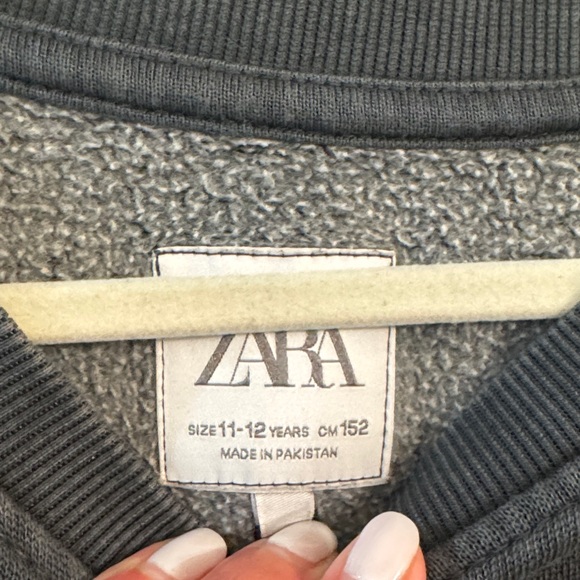 ZARA
SIZE 11-12 YEARS CM 152
MADE IN PAKISTAN